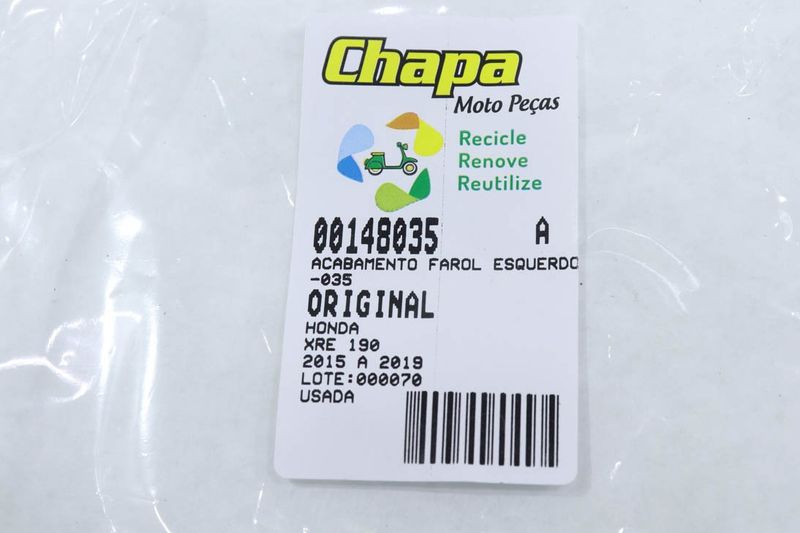 Chapa
Moto Peças
Recicle
Renove
Reutilize
00148035 A
ACABAMENTO FAROL ESQUERDO
-035
ORIGINAL
HONDA
XRE 190
2015 A 2019
LOTE:000070
USADA